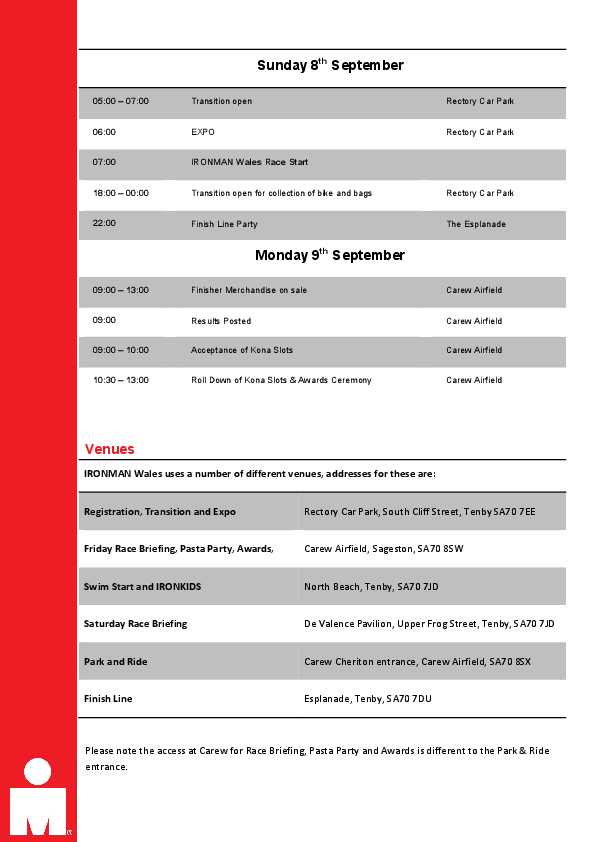 Sunday 8th September
05:00 – 07:00 Transition open Rectory Car Park
06:00 EXPO Rectory Car Park
07:00 IRONMAN Wales Race Start
18:00 – 00:00 Transition open for collection of bike and bags Rectory Car Park
22:00 Finish Line Party The Esplanade
Monday 9th September
09:00 – 13:00 Finisher Merchandise on sale Carew Airfield
09:00 Results Posted Carew Airfield
09:00 – 10:00 Acceptance of Kona Slots Carew Airfield
10:30 – 13:00 Roll Down of Kona Slots & Awards Ceremony Carew Airfield
Venues
IRONMAN Wales uses a number of different venues, addresses for these are:
Registration, Transition and Expo Rectory Car Park, South Cliff Street, Tenby SA70 7EE
Friday Race Briefing, Pasta Party, Awards, Carew Airfield, Sageston, SA70 8SW
Swim Start and IRONKIDS North Beach, Tenby, SA70 7JD
Saturday Race Briefing De Valence Pavilion, Upper Frog Street, Tenby, SA70 7JD
Park and Ride Carew Cheriton entrance, Carew Airfield, SA70 8SX
Finish Line Esplanade, Tenby, SA70 7DU
Please note the access at Carew for Race Briefing, Pasta Party and Awards is different to the Park & Ride
entrance.